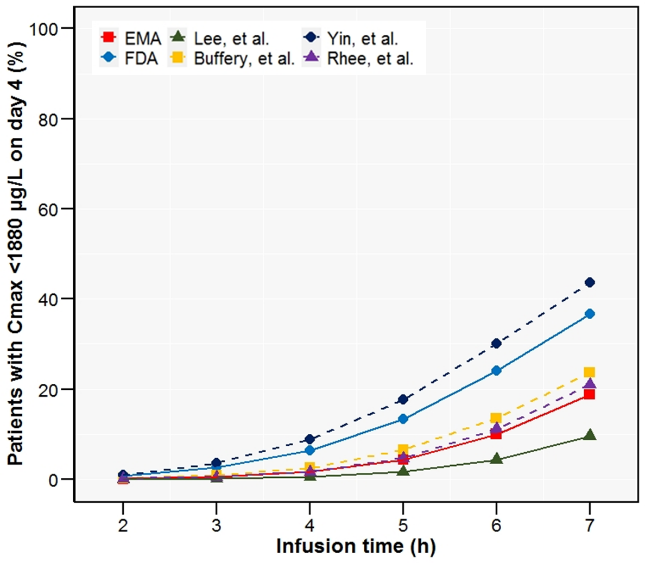 Patients with Cmax <1880 µg/L on day 4 (%)
100
80
60
40
20
0
EMA Lee, et al. Yin, et al.
FDA Buffery, et al. Rhee, et al.
2 3 4 5 6 7
Infusion time (h)